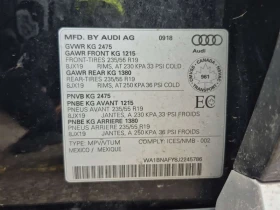 MFD. BY AUDI AG 0918
Audi
GVWR KG 2475
GAWR FRONT KG 1215
FRONT-TIRES 235/55 R19
8JX19 RIMS, AT 230 KPA 33 PSI COLD
GAWR REAR KG 1380
REAR-TIRES 235/55 R19
8JX19 RIMS, AT 250 KPA 36 PSI COLD
PNVB KG 2475
PNBE KG AVANT 1215
PNEUS AVANT 235/55 R19
8JX19 JANTES, A 230 KPA 33 PSI FROIDS
PNBE KG ARRIERE 1380
PNEUS ARRIERE 235/55 R19
8JX19 JANTES, A 250 KPA 36 PSI FROIDS
TYPE: MPV/VTUM COMPLY: ICES/NMB-002
MEXICO / MEXIQUE
CANADA
EC